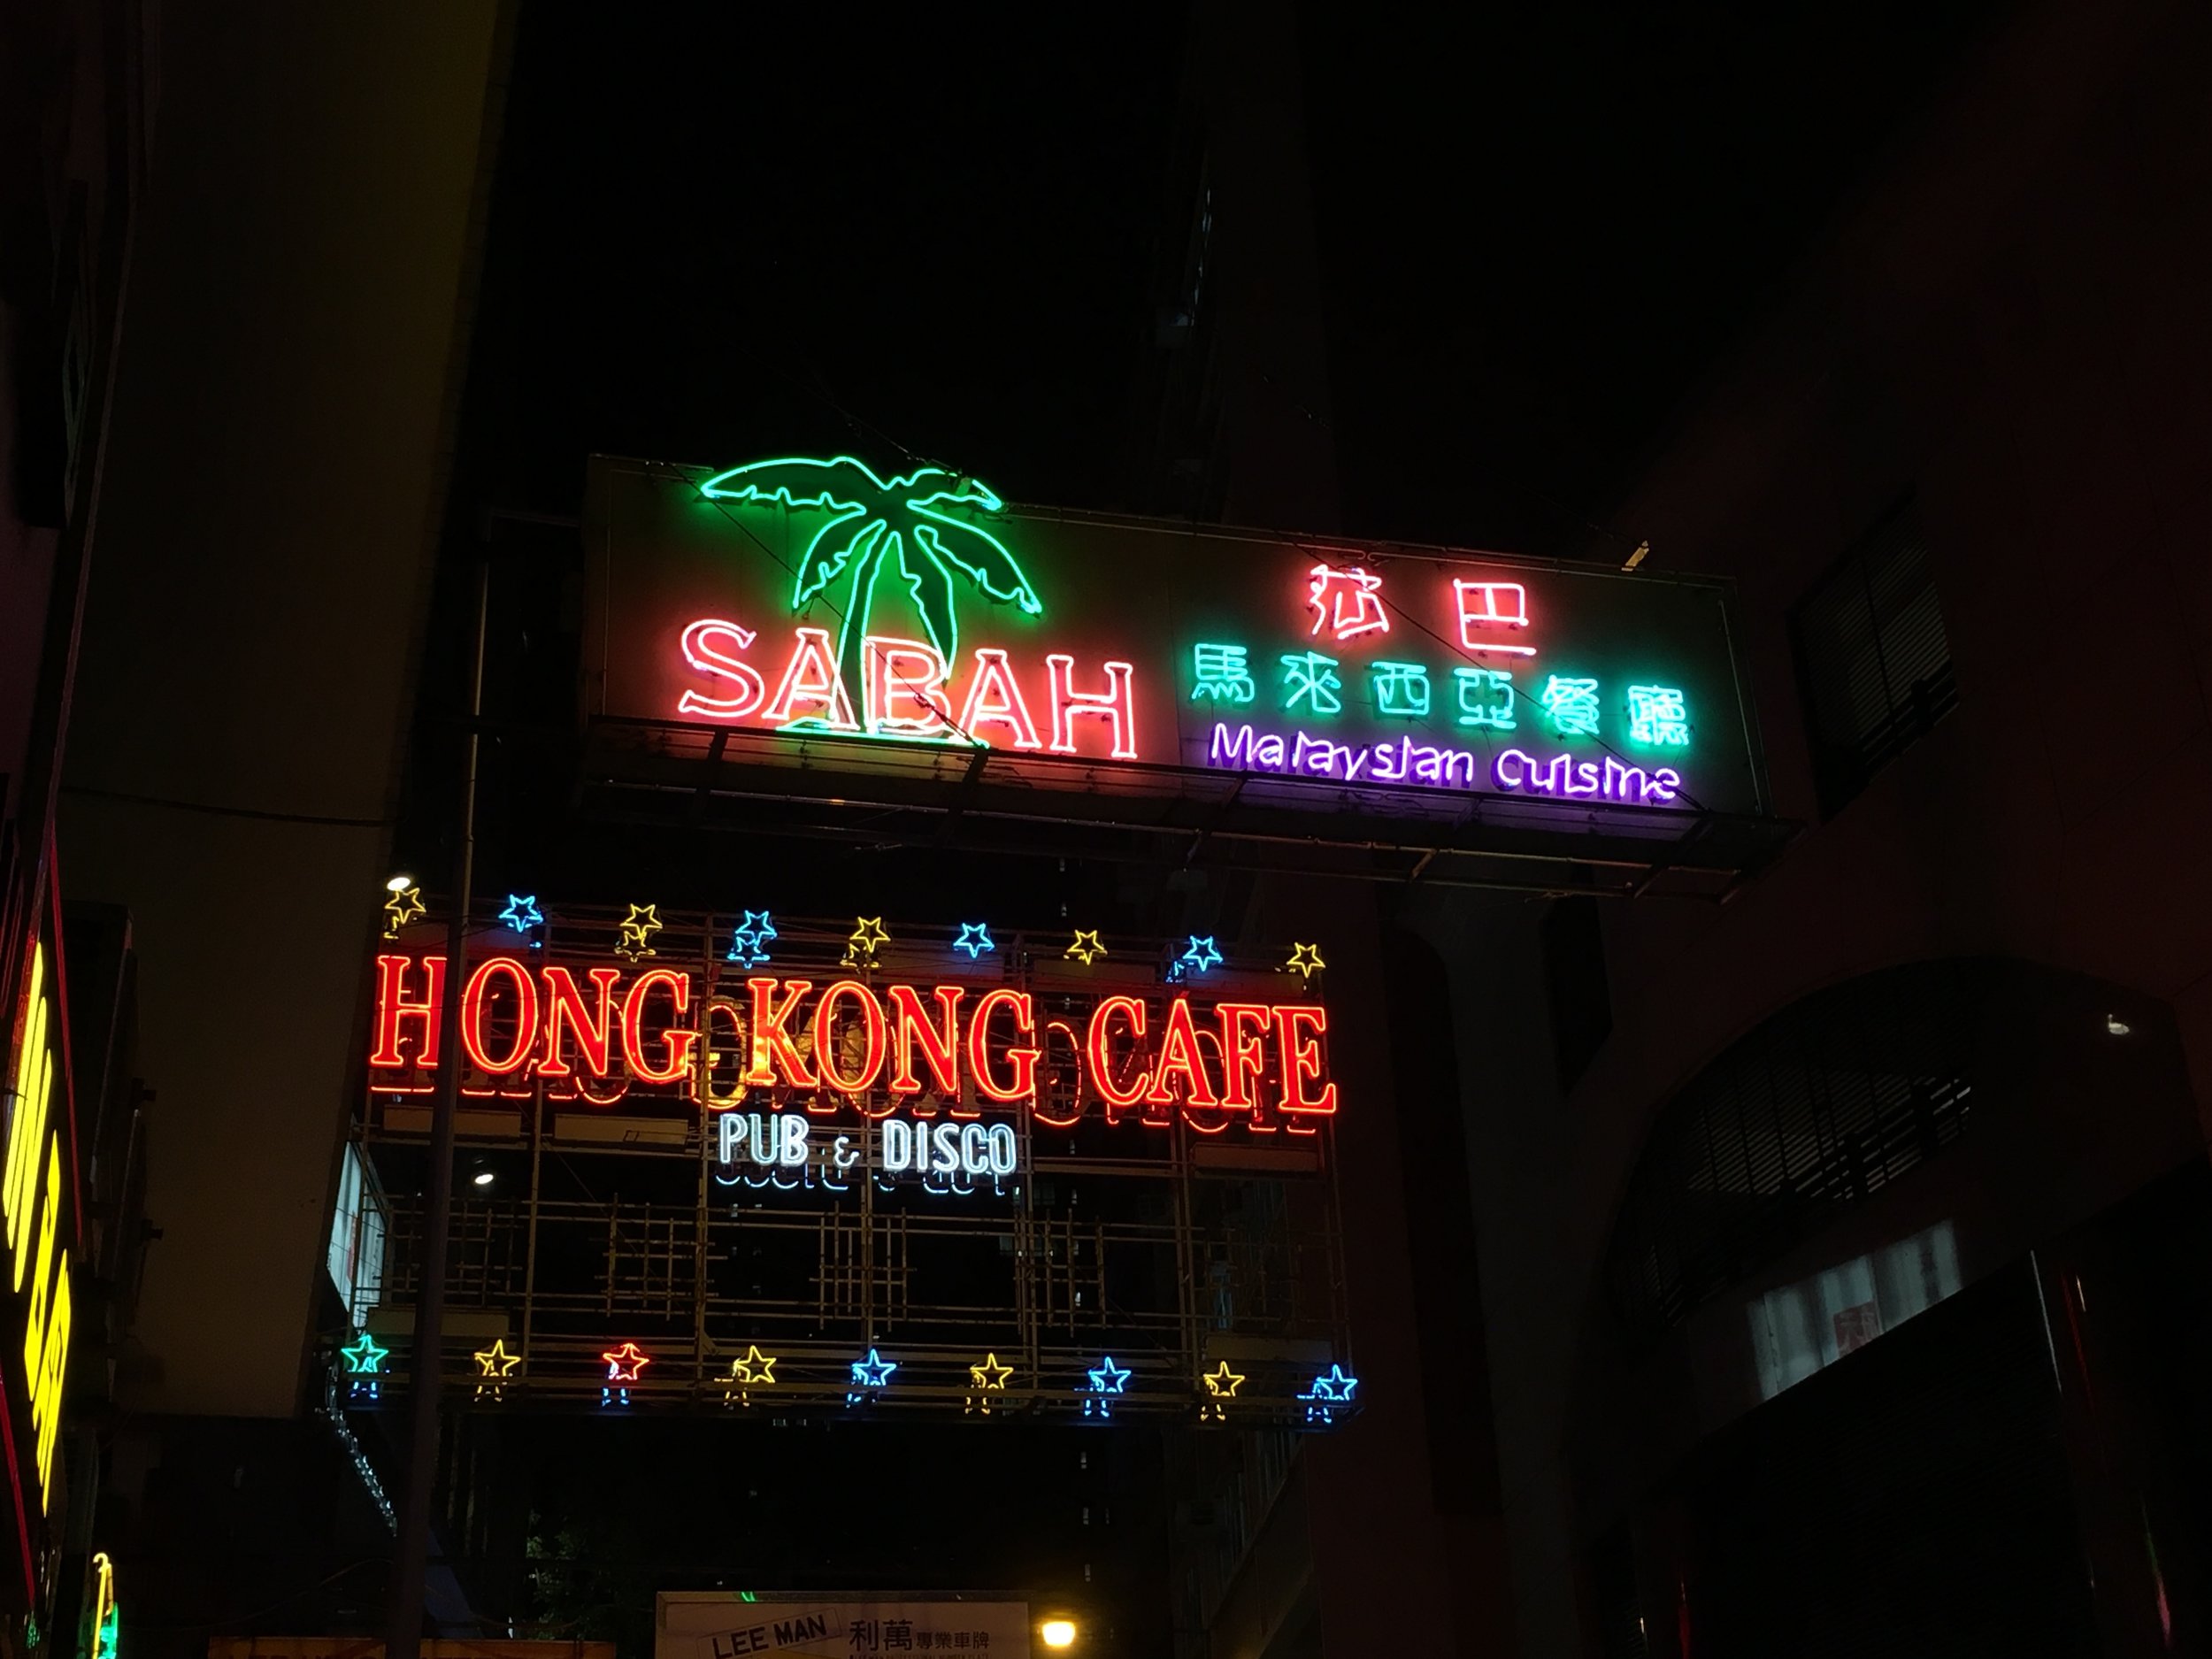 SABAH
莎巴
馬來西亞餐廳
Malaysian Cuisine
HONG KONG CAFE
PUB & DISCO
LEE MAN 利萬專業車牌